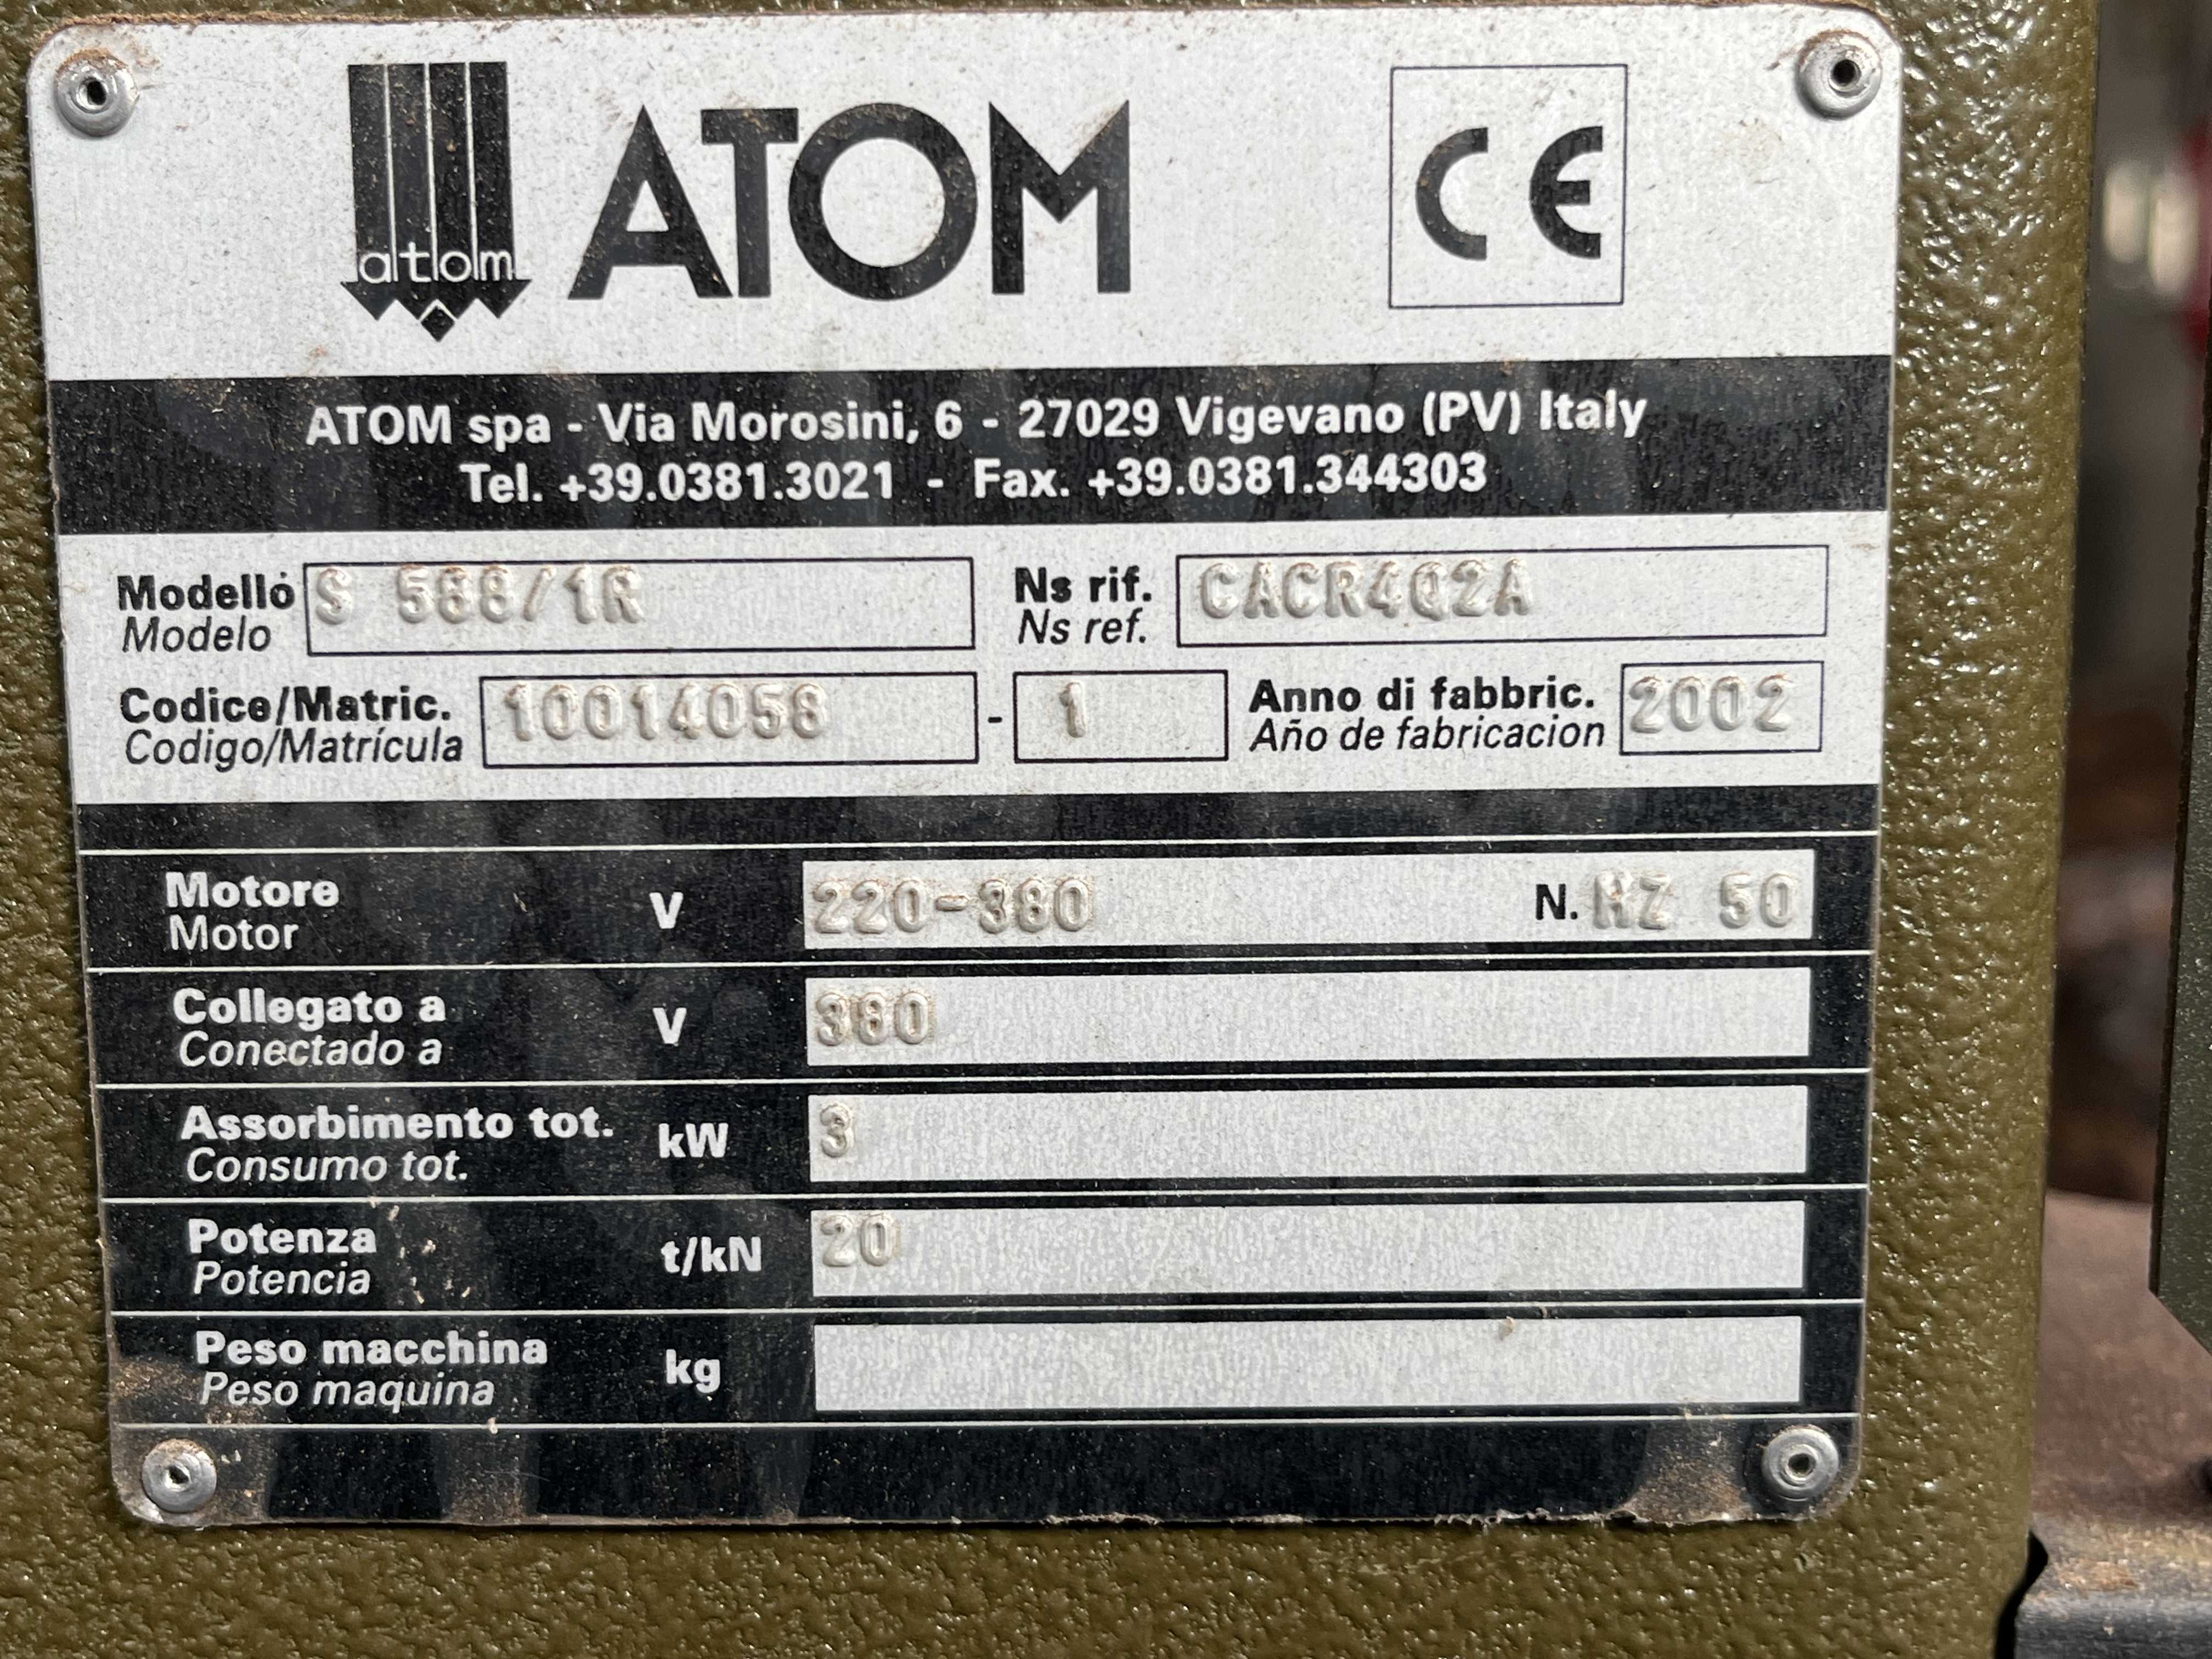 atom
ATOM
CE
ATOM spa - Via Morosini, 6 - 27029 Vigevano (PV) Italy
Tel. +39.0381.3021 - Fax. +39.0381.344303
Modello S 588/1R Ns rif. CACR4Q2A
Modelo Ns ref.
Codice/Matric. 10014058 - 1 Anno di fabbric. 2002
Codigo/Matrícula Año de fabricacion
Motore V 220-380 N. HZ 50
Motor
Collegato a V 380
Conectado a
Assorbimento tot. kW 3
Consumo tot.
Potenza t/kN 20
Potencia
Peso macchina kg
Peso maquina